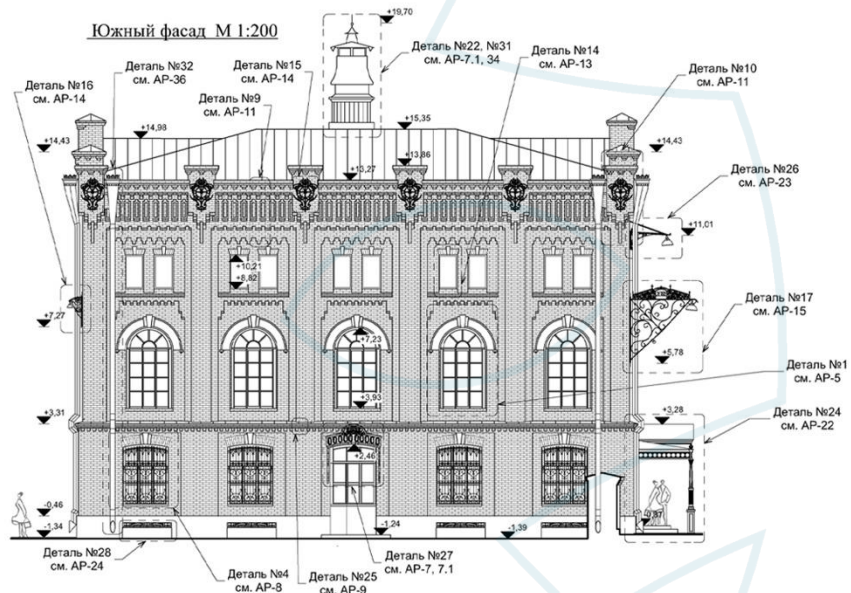 Южный фасад М 1:200
+19,70
Деталь №22, №31
см. АР-7.1, 34
Деталь №14
см. АР-13
Деталь №32
см. АР-36
Деталь №15
см. АР-14
Деталь №10
см. АР-11
Деталь №16
см. АР-14
Деталь №9
см. АР-11
+15,35
+14,98
+14,43
+14,43
+13,86
+13,27
Деталь №26
см. АР-23
+11,01
+10,21
+8,82
Деталь №17
см. АР-15
+7,27
+7,23
+5,78
Деталь №1
см. АР-5
+3,93
+3,31
+3,28
Деталь №24
см. АР-22
+2,46
-0,46
-1,34
-1,24
-1,39
Деталь №28
см. АР-24
Деталь №4
см. АР-8
Деталь №25
см. АР-9
Деталь №27
см. АР-7, 7.1